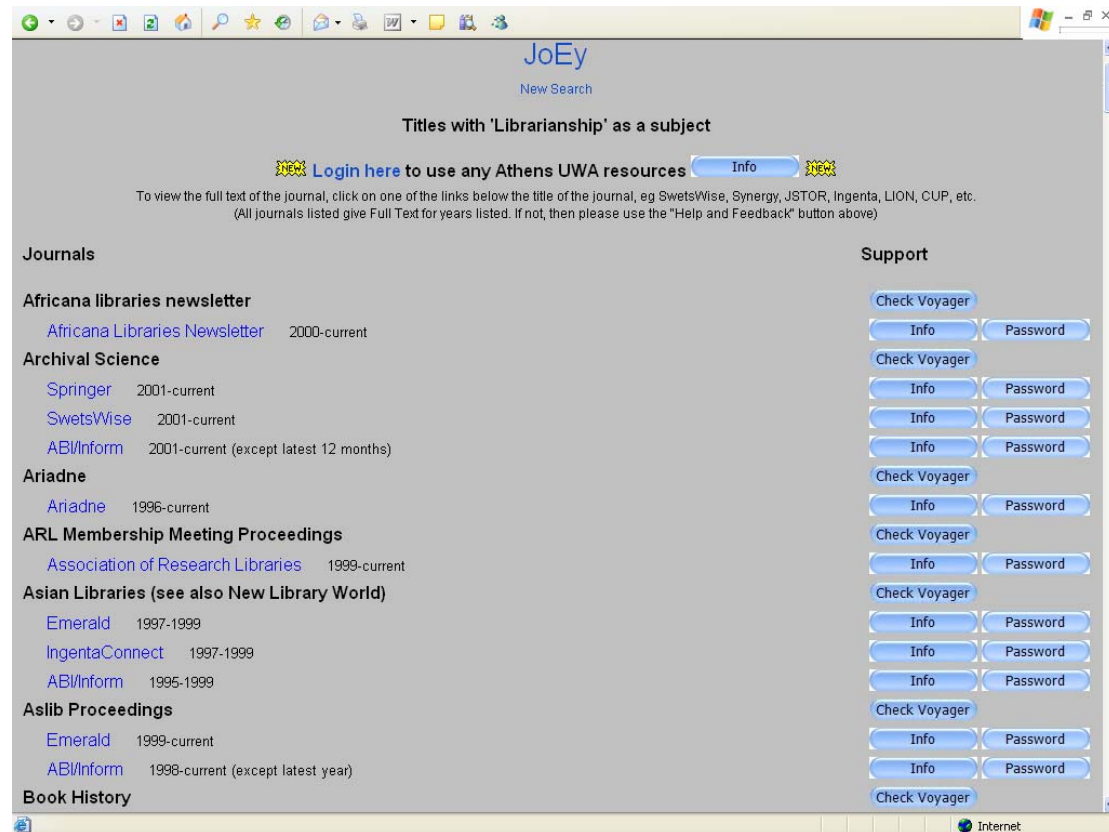 JoEy
New Search
Titles with 'Librarianship' as a subject
NEW Login here to use any Athens UWA resources Info NEW
To view the full text of the journal, click on one of the links below the title of the journal, eg SwetsWise, Synergy, JSTOR, Ingenta, LION, CUP, etc.
(All journals listed give Full Text for years listed. If not, then please use the "Help and Feedback" button above)
Journals Support
Africana libraries newsletter Check Voyager
Africana Libraries Newsletter 2000-current Info Password
Archival Science Check Voyager
Springer 2001-current Info Password
SwetsWise 2001-current Info Password
ABI/Inform 2001-current (except latest 12 months) Info Password
Ariadne Check Voyager
Ariadne 1996-current Info Password
ARL Membership Meeting Proceedings Check Voyager
Association of Research Libraries 1999-current Info Password
Asian Libraries (see also New Library World) Check Voyager
Emerald 1997-1999 Info Password
IngentaConnect 1997-1999 Info Password
ABI/Inform 1995-1999 Info Password
Aslib Proceedings Check Voyager
Emerald 1999-current Info Password
ABI/Inform 1998-current (except latest year) Info Password
Book History Check Voyager
Internet